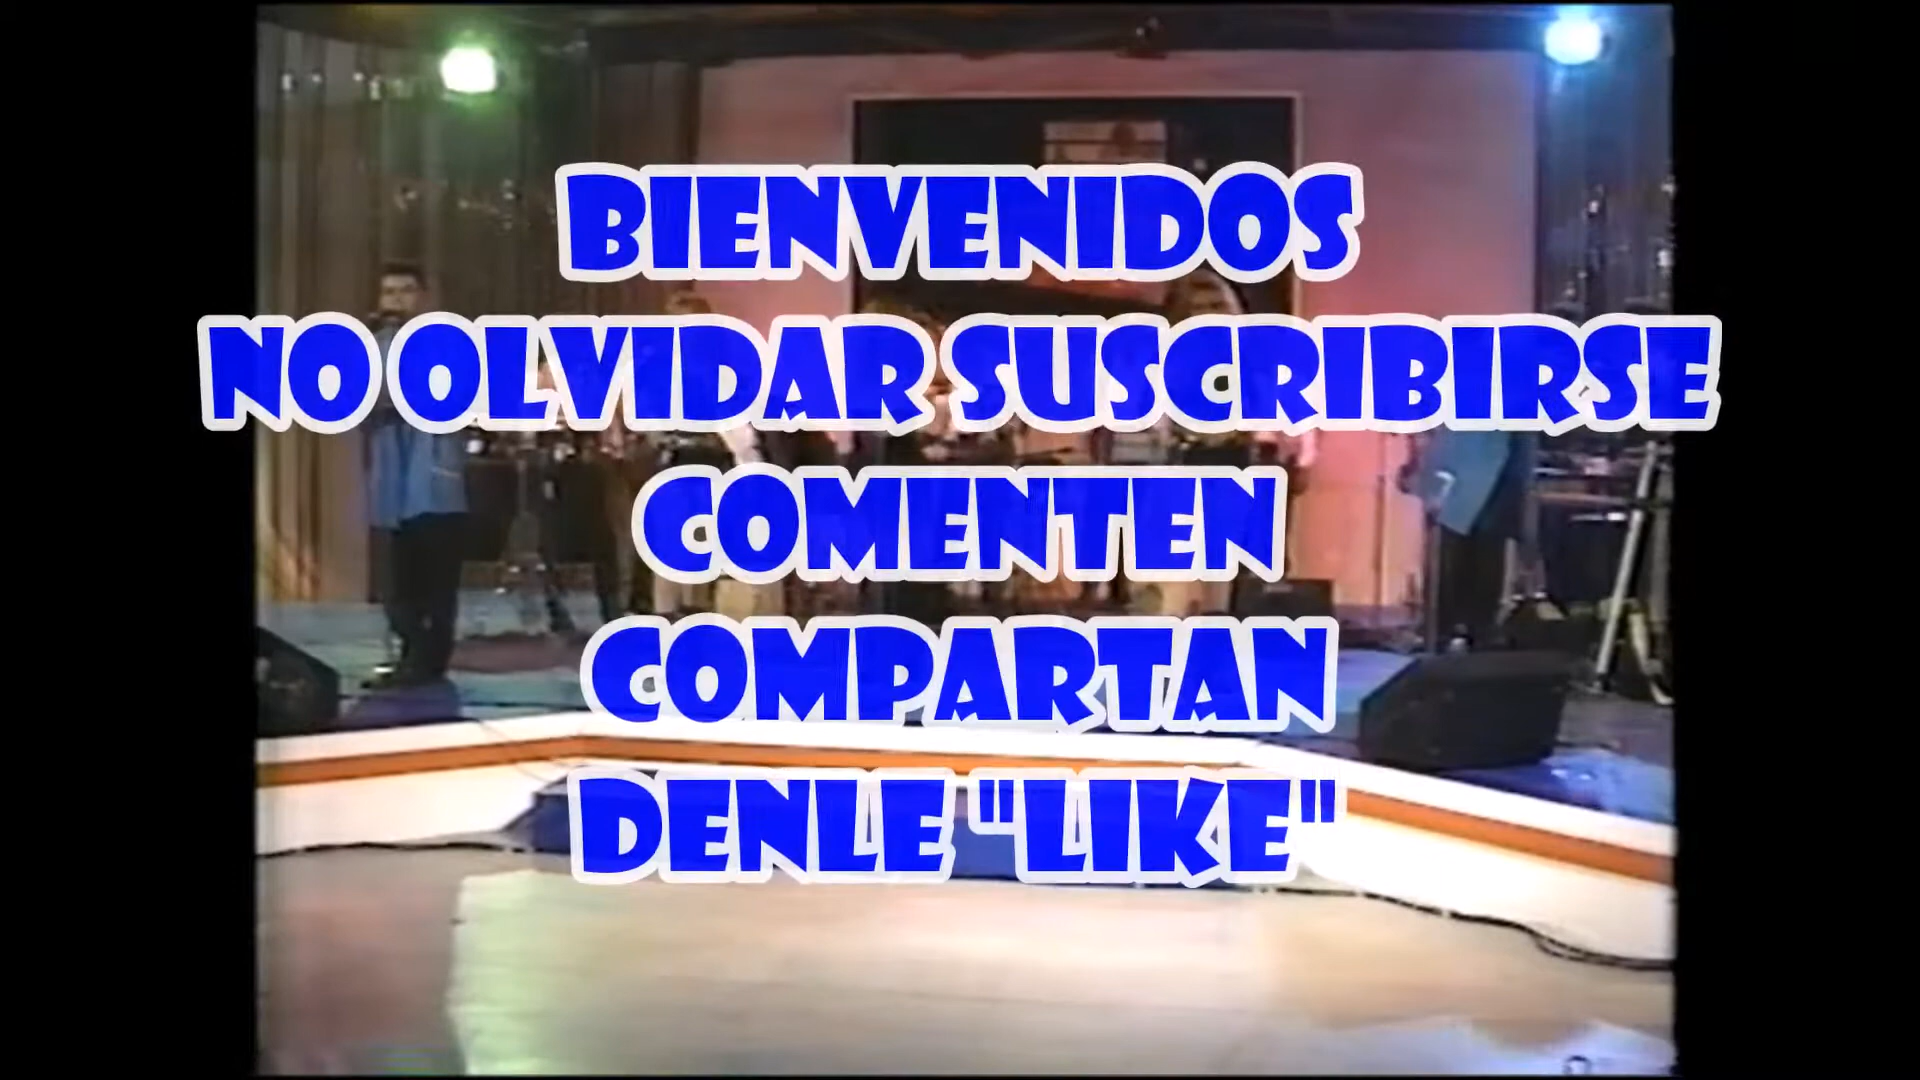 BIENVENIDOS
NO OLVIDAR SUSCRIBIRSE
COMENTEN
COMPARTAN
DENLE "LIKE"